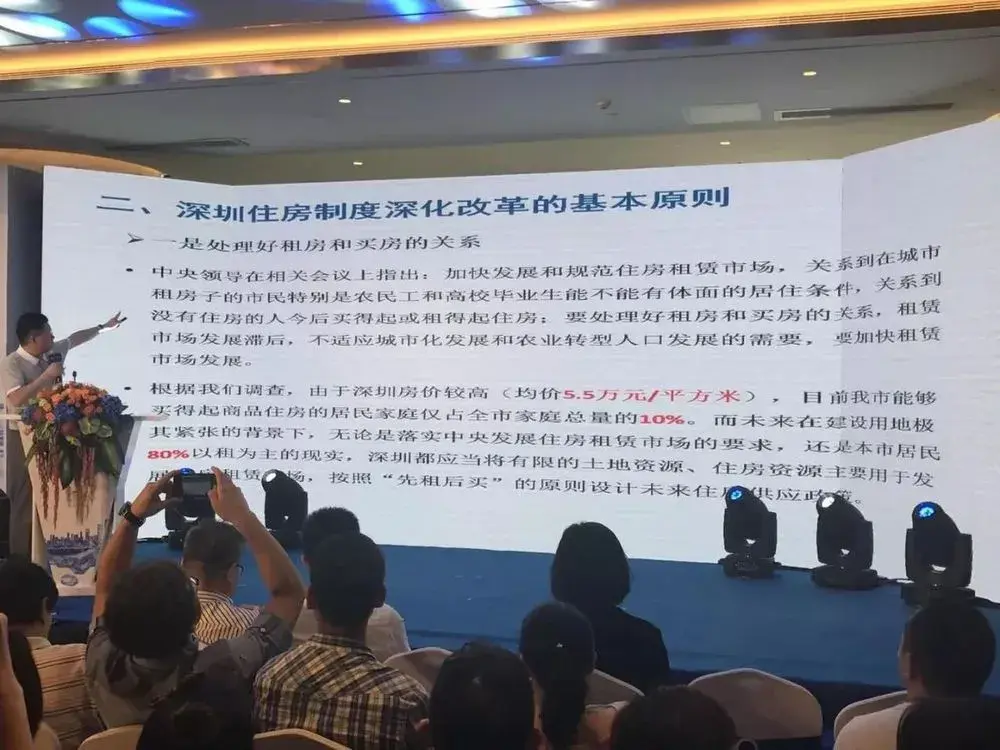 二、深圳住房制度深化改革的基本原则
➢ 一是处理好租房和买房的关系
• 中央领导在相关会议上指出：加快发展和规范住房租赁市场，关系到在城市
租房子的市民特别是农民工和高校毕业生能不能有体面的居住条件，关系到
没有住房的人今后买得起或租得起住房；要处理好租房和买房的关系，租赁
市场发展滞后，不适应城市化发展和农业转型人口发展的需要，要加快租赁
市场发展。
• 根据我们调查，由于深圳房价较高（均价5.5万元/平方米），目前我市能够
买得起商品住房的居民家庭仅占全市家庭总量的10%。而未来在建设用地极
其紧张的背景下，无论是落实中央发展住房租赁市场的要求，还是本市居民
80%以租为主的现实，深圳都应当将有限的土地资源、住房资源主要用于发
展 租赁 场，按照“先租后买”的原则设计未来住 供应政策。